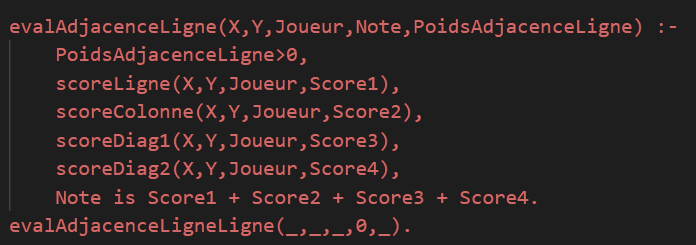 evalAdjacenceLigne(X,Y,Joueur,Note,PoidsAdjacenceLigne) :-
PoidsAdjacenceLigne>0,
scoreLigne(X,Y,Joueur,Score1),
scoreColonne(X,Y,Joueur,Score2),
scoreDiag1(X,Y,Joueur,Score3),
scoreDiag2(X,Y,Joueur,Score4),
Note is Score1 + Score2 + Score3 + Score4.
evalAdjacenceLigneLigne(_,_,_,0,_).